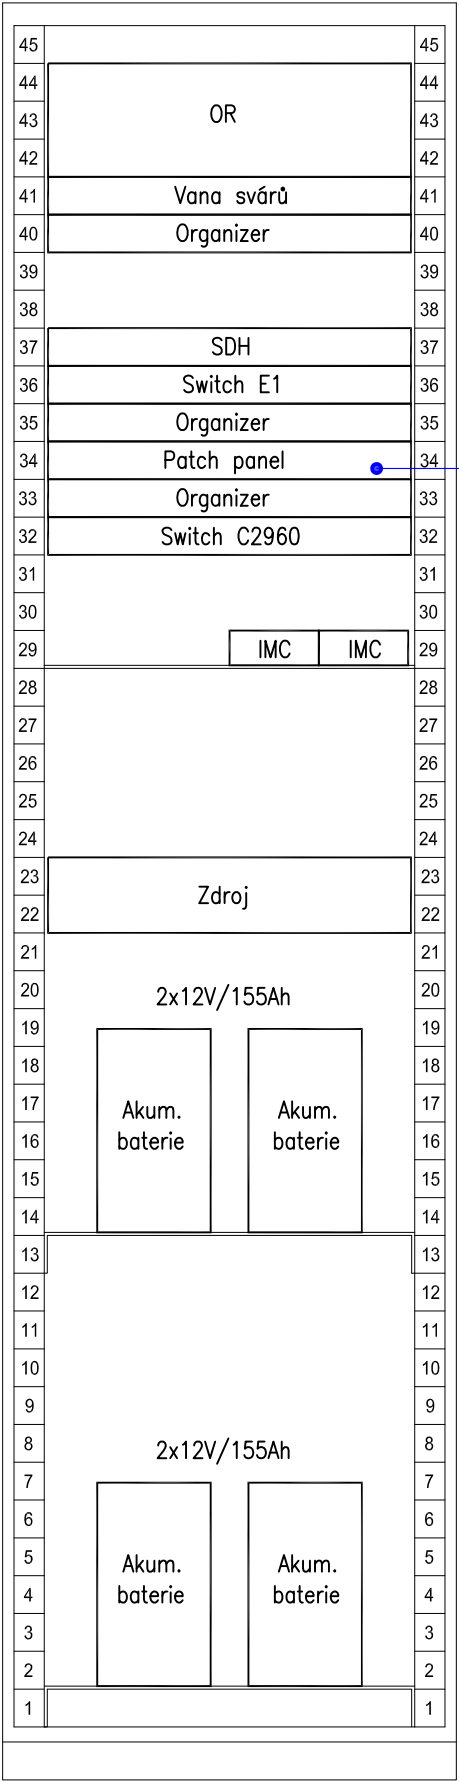 45 45
44 44
43 OR 43
42 42
41 Vana svárů 41
40 Organizer 40
39 39
38 38
37 SDH 37
36 Switch E1 36
35 Organizer 35
34 Patch panel 34
33 Organizer 33
32 Switch C2960 32
31 31
30 30
29 IMC IMC 29
28 28
27 27
26 26
25 25
24 24
23 23
Zdroj
22 22
21 21
20 2x12V/155Ah 20
19 19
18 18
17 Akum. Akum. 17
16 baterie baterie 16
15 15
14 14
13 13
12 12
11 11
10 10
9 9
8 2x12V/155Ah 8
7 7
6 6
5 Akum. Akum. 5
4 baterie baterie 4
3 3
2 2
1 1